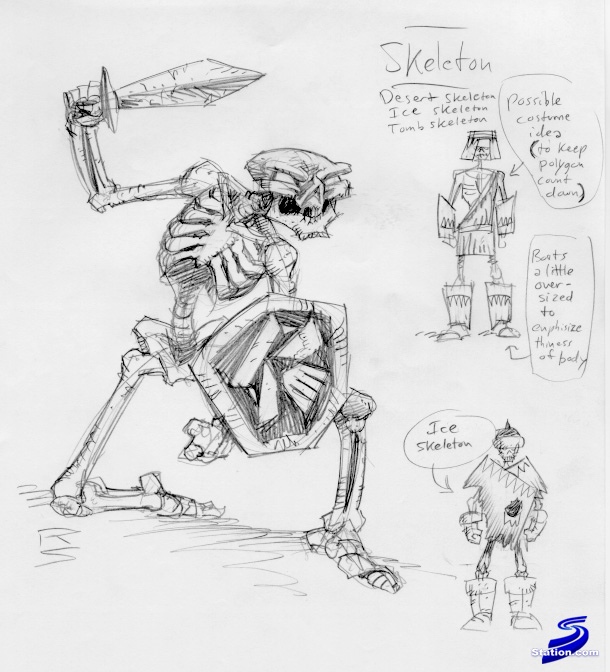 Skeleton
Desert Skeleton
Ice Skeleton
Tomb skeleton
Possible
costume
idea
(to keep
polygon
count
down)
Boots
a little
over-
sized
to
emphisize
thinness
of body
Ice
Skeleton
RS
Station.com